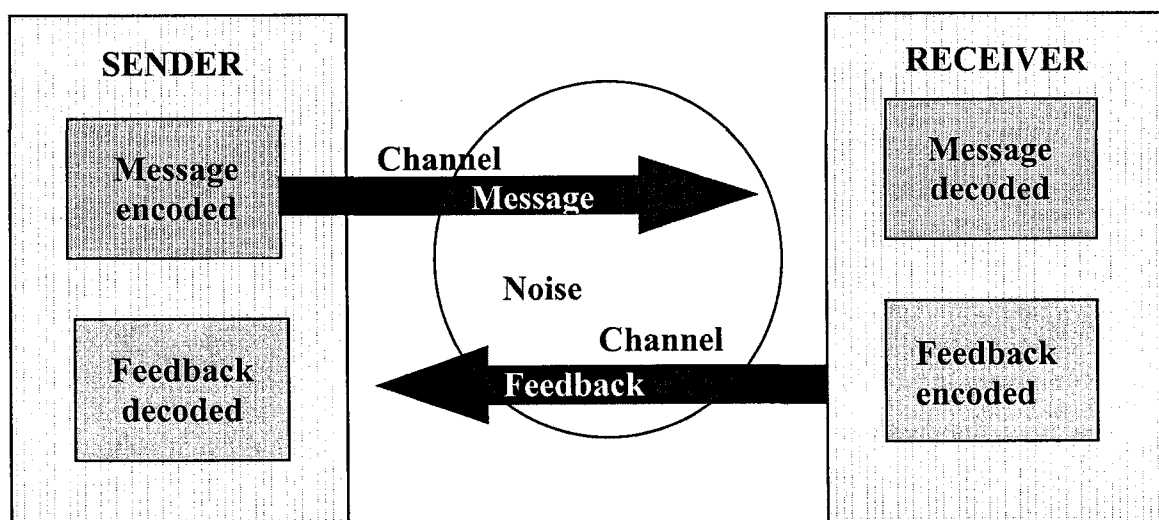 SENDER
Message
encoded
Feedback
decoded
Channel
Message
Noise
Channel
Feedback
RECEIVER
Message
decoded
Feedback
encoded